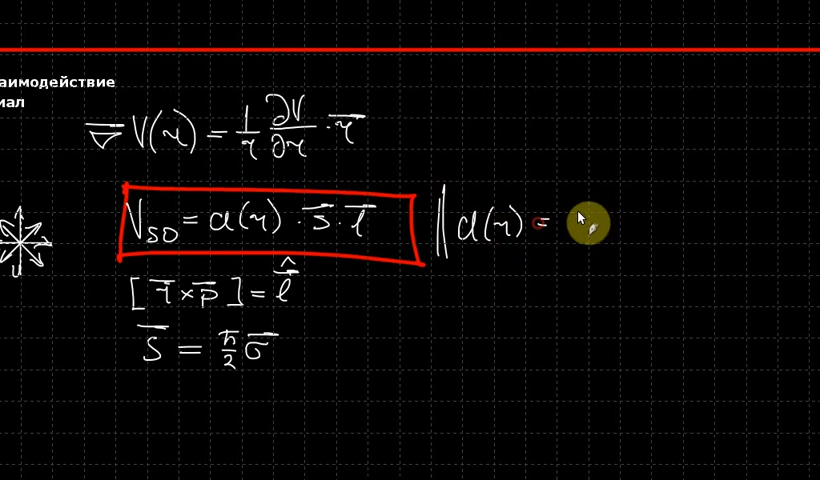 аимодействие
иал
∇̄ V(r) = 1/r ∂V/∂r · r̄
V_SO = a(r) · s̄ · l̄ || a(r) =
[ r̄ × p̄ ] = l̂̄
s̄ = ħ/2 σ̄